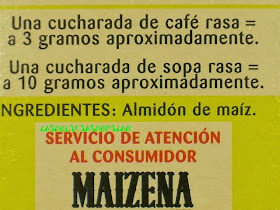 Una cucharada de café rasa =
a 3 gramos aproximadamente.
Una cucharada de sopa rasa =
a 10 gramos aproximadamente.
NGREDIENTES: Almidón de maíz.
SERVICIO DE ATENCIÓN
AL CONSUMIDOR
MAIZENA